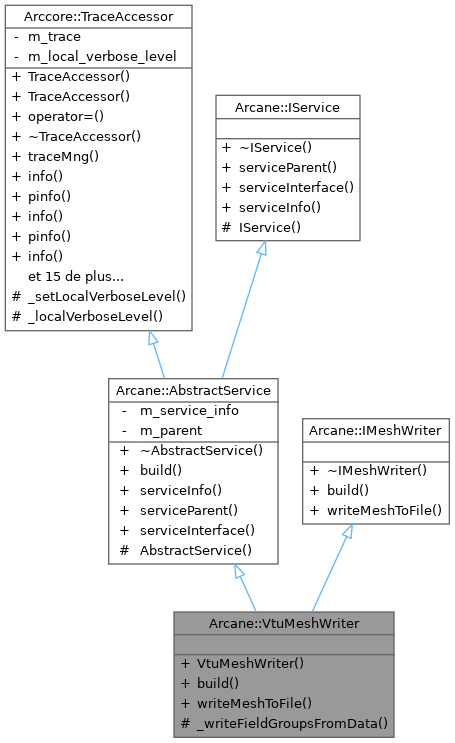 Arccore::TraceAccessor
- m_trace
- m_local_verbose_level
+ TraceAccessor()
+ TraceAccessor()
+ operator=()
+ ~TraceAccessor()
+ traceMng()
+ info()
+ pinfo()
+ info()
+ pinfo()
+ info()
et 15 de plus...
# _setLocalVerboseLevel()
# _localVerboseLevel()
Arcane::IService
+ ~IService()
+ serviceParent()
+ serviceInterface()
+ serviceInfo()
# IService()
Arcane::AbstractService
- m_service_info
- m_parent
+ ~AbstractService()
+ build()
+ serviceInfo()
+ serviceParent()
+ serviceInterface()
# AbstractService()
Arcane::IMeshWriter
+ ~IMeshWriter()
+ build()
+ writeMeshToFile()
Arcane::VtuMeshWriter
+ VtuMeshWriter()
+ build()
+ writeMeshToFile()
# _writeFieldGroupsFromData()